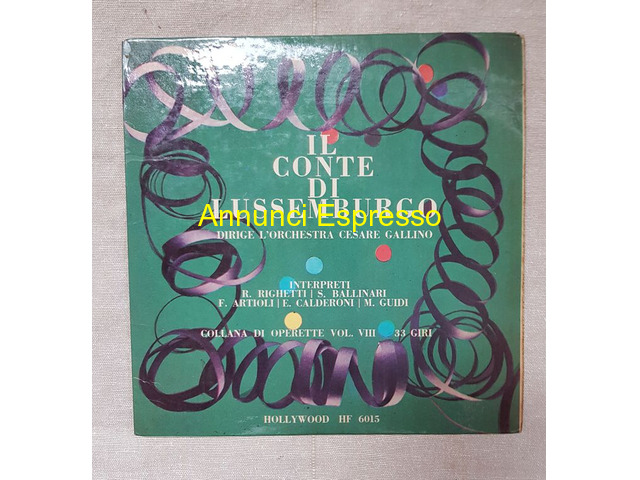 IL
CONTE
DI
LUSSEMBURGO
Annunci Espresso
DIRIGE L'ORCHESTRA CESARE GALLINO
INTERPRETI
R. RIGHETTI | S. BALLINARI
F. ARTIOLI | E. CALDERONI | M. GUIDI
COLLANA DI OPERETTE VOL. VIII 33 GIRI
HOLLYWOOD HF 6015